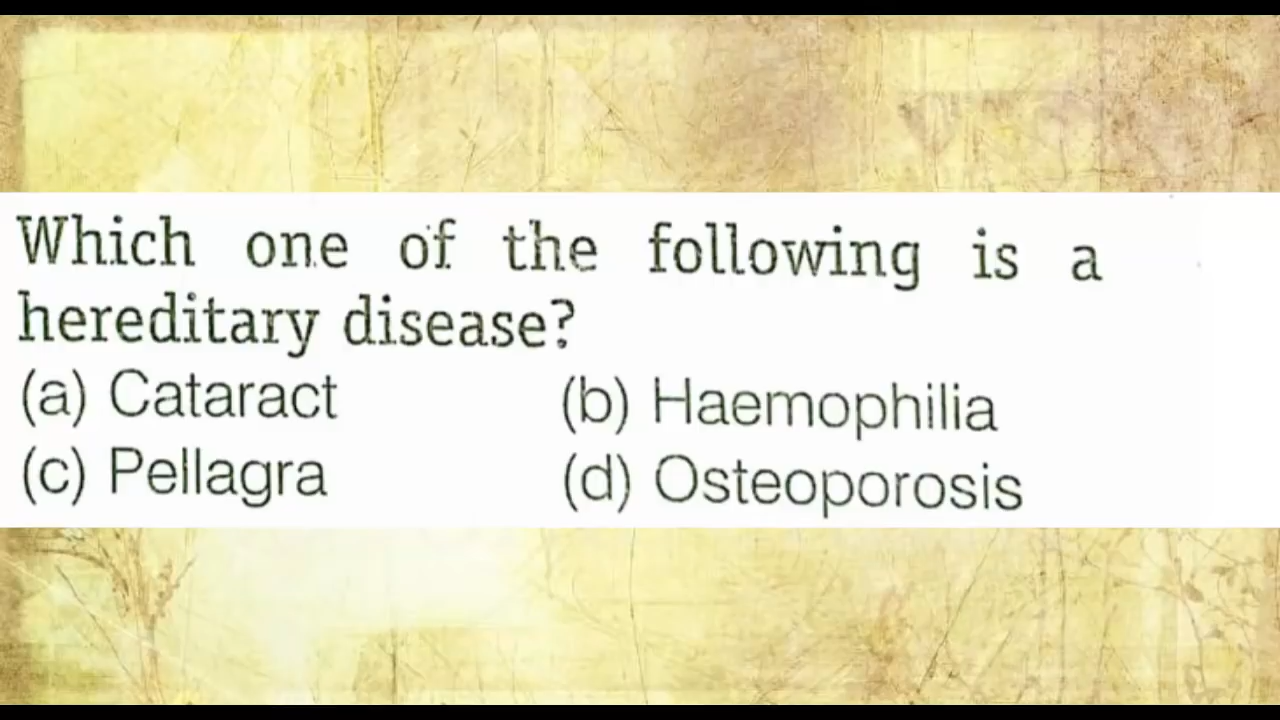 Which one of the following is a
hereditary disease?
(a) Cataract (b) Haemophilia
(c) Pellagra (d) Osteoporosis